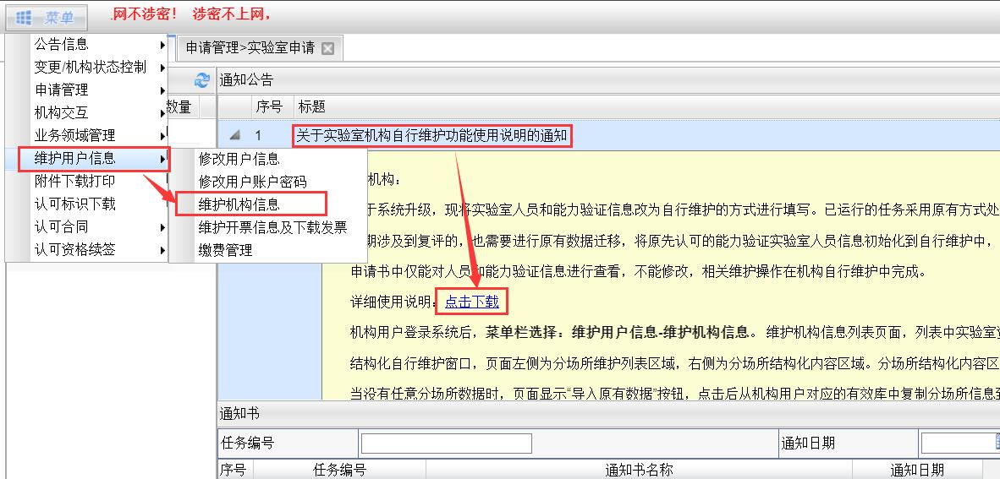 菜单
网不涉密！ 涉密不上网，
公告信息
变更/机构状态控制
申请管理
机构交互
业务领域管理
维护用户信息
附件下载打印
认可标识下载
认可合同
认可资格续签
修改用户信息
修改用户账户密码
维护机构信息
维护开票信息及下载发票
缴费管理
申请管理>实验室申请
数量
通知公告
序号 标题
1 关于实验室机构自行维护功能使用说明的通知
机构：
于系统升级，现将实验室人员和能力验证信息改为自行维护的方式进行填写。已运行的任务采用原有方式处
期涉及到复评的，也需要进行原有数据迁移，将原先认可的能力验证实验室人员信息初始化到自行维护中，
申请书中仅能对人员和能力验证信息进行查看，不能修改，相关维护操作在机构自行维护中完成。
详细使用说明：点击下载
机构用户登录系统后，菜单栏选择：维护用户信息-维护机构信息。维护机构信息列表页面，列表中实验室
结构化自行维护窗口，页面左侧为分场所维护列表区域，右侧为分场所结构化内容区域。分场所结构化内容区
当没有任意分场所数据时，页面显示“导入原有数据”按钮，点击后从机构用户对应的有效库中复制分场所信息到
通知书
任务编号 通知日期
序号 任务编号 通知书名称 通知日期